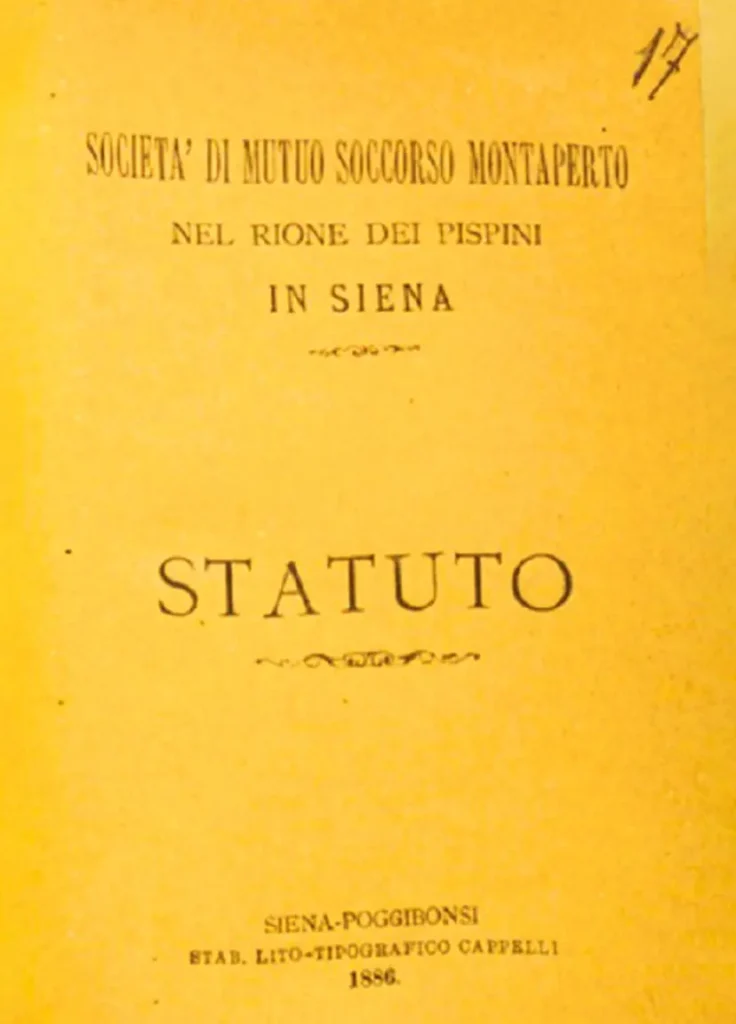 17
SOCIETA' DI MUTUO SOCCORSO MONTAPERTO
NEL RIONE DEI PISPINI
IN SIENA
STATUTO
SIENA-POGGIBONSI
STAB. LITO-TIPOGRAFICO CAPPELLI
1886.